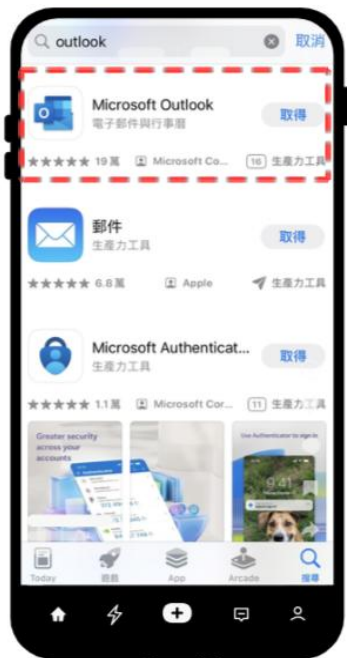 outlook
取消
Microsoft Outlook
電子郵件與行事曆
取得
19 萬
Microsoft Co...
16
生產力工具
郵件
生產力工具
取得
6.8 萬
Apple
生產力工具
Microsoft Authenticat...
生產力工具
取得
1.1 萬
Microsoft Cor...
11
生產力工具
Greater security
across your
accounts
Use Authenticator to sign in
9:41
Today
遊戲
App
Arcade
搜尋